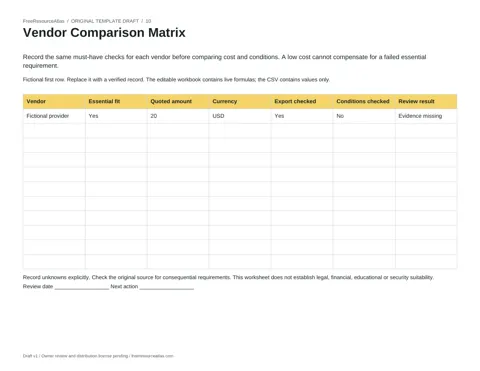 FreeResourceAtlas / ORIGINAL TEMPLATE DRAFT / 10
Vendor Comparison Matrix
Record the same must-have checks for each vendor before comparing cost and conditions. A low cost cannot compensate for a failed essential
requirement.
Fictional first row. Replace it with a verified record. The editable workbook contains live formulas; the CSV contains values only.
Vendor Essential fit Quoted amount Currency Export checked Conditions checked Review result
Fictional provider Yes 20 USD Yes No Evidence missing
Record unknowns explicitly. Check the original source for consequential requirements. This worksheet does not establish legal, financial, educational or security suitability.
Review date ____________________ Next action ____________________
Draft v1 / Owner review and distribution license pending / freeresourceatlas.com